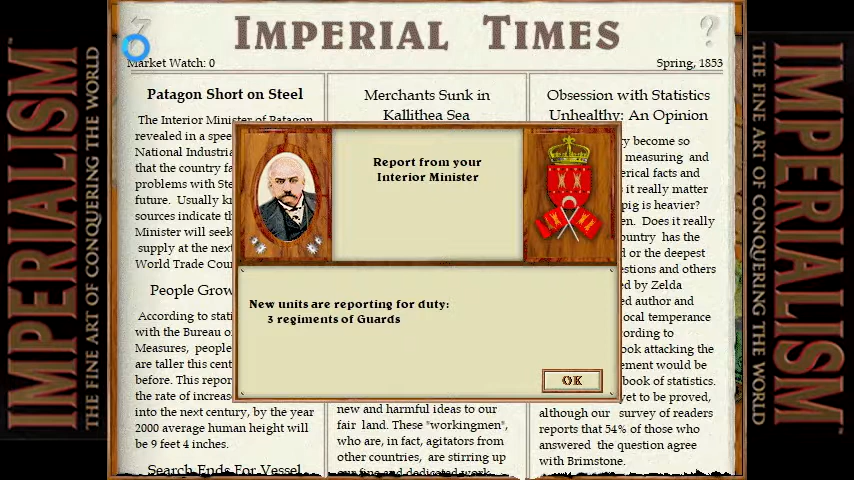 IMPERIAL TIMES
?
Market Watch: 0
Spring, 1853
IMPERIALISM
THE FINE ART OF CONQUERING THE WORLD
Patagon Short on Steel
The Interior Minister of Patagon
revealed in a spee
National Industria
that the country fa
problems with Ste
future. Usually
sources indicate th
Minister will seek
supply at the next
World Trade Cour
People Grow
According to stati
with the Bureau o
Measures, people
are taller this cent
before. This repor
the rate of increas
into the next century, by the year
2000 average human height will
be 9 feet 4 inches.
Search Ends For Vessel
Merchants Sunk in
Kallithea Sea
Report from your
Interior Minister
New units are reporting for duty:
3 regiments of Guards
OK
new and harmful ideas to our
fair land. These "workingmen",
who are, in fact, agitators from
other countries, are stirring up
our fine and dedicated work
Obsession with Statistics
Unhealthy: An Opinion
y become so
measuring and
erical facts and
s it really matter
pig is heavier?
en. Does it really
ountry has the
d or the deepest
estions and others
ed by Zelda
ed author and
ocal temperance
cording to
ook attacking the
ement would be
book of statistics.
yet to be proved,
although our survey of readers
reports that 54% of those who
answered the question agree
with Brimstone.
IMPERIALISM
THE FINE ART OF CONQUERING THE WORLD